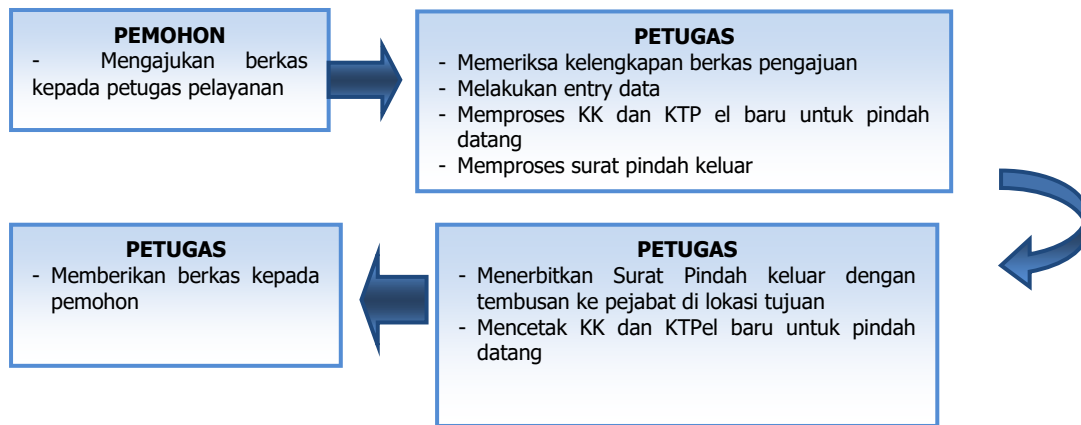 PEMOHON
- Mengajukan berkas
kepada petugas pelayanan
PETUGAS
- Memeriksa kelengkapan berkas pengajuan
- Melakukan entry data
- Memproses KK dan KTP el baru untuk pindah
datang
- Memproses surat pindah keluar
PETUGAS
- Menerbitkan Surat Pindah keluar dengan
tembusan ke pejabat di lokasi tujuan
- Mencetak KK dan KTPel baru untuk pindah
datang
PETUGAS
- Memberikan berkas kepada
pemohon